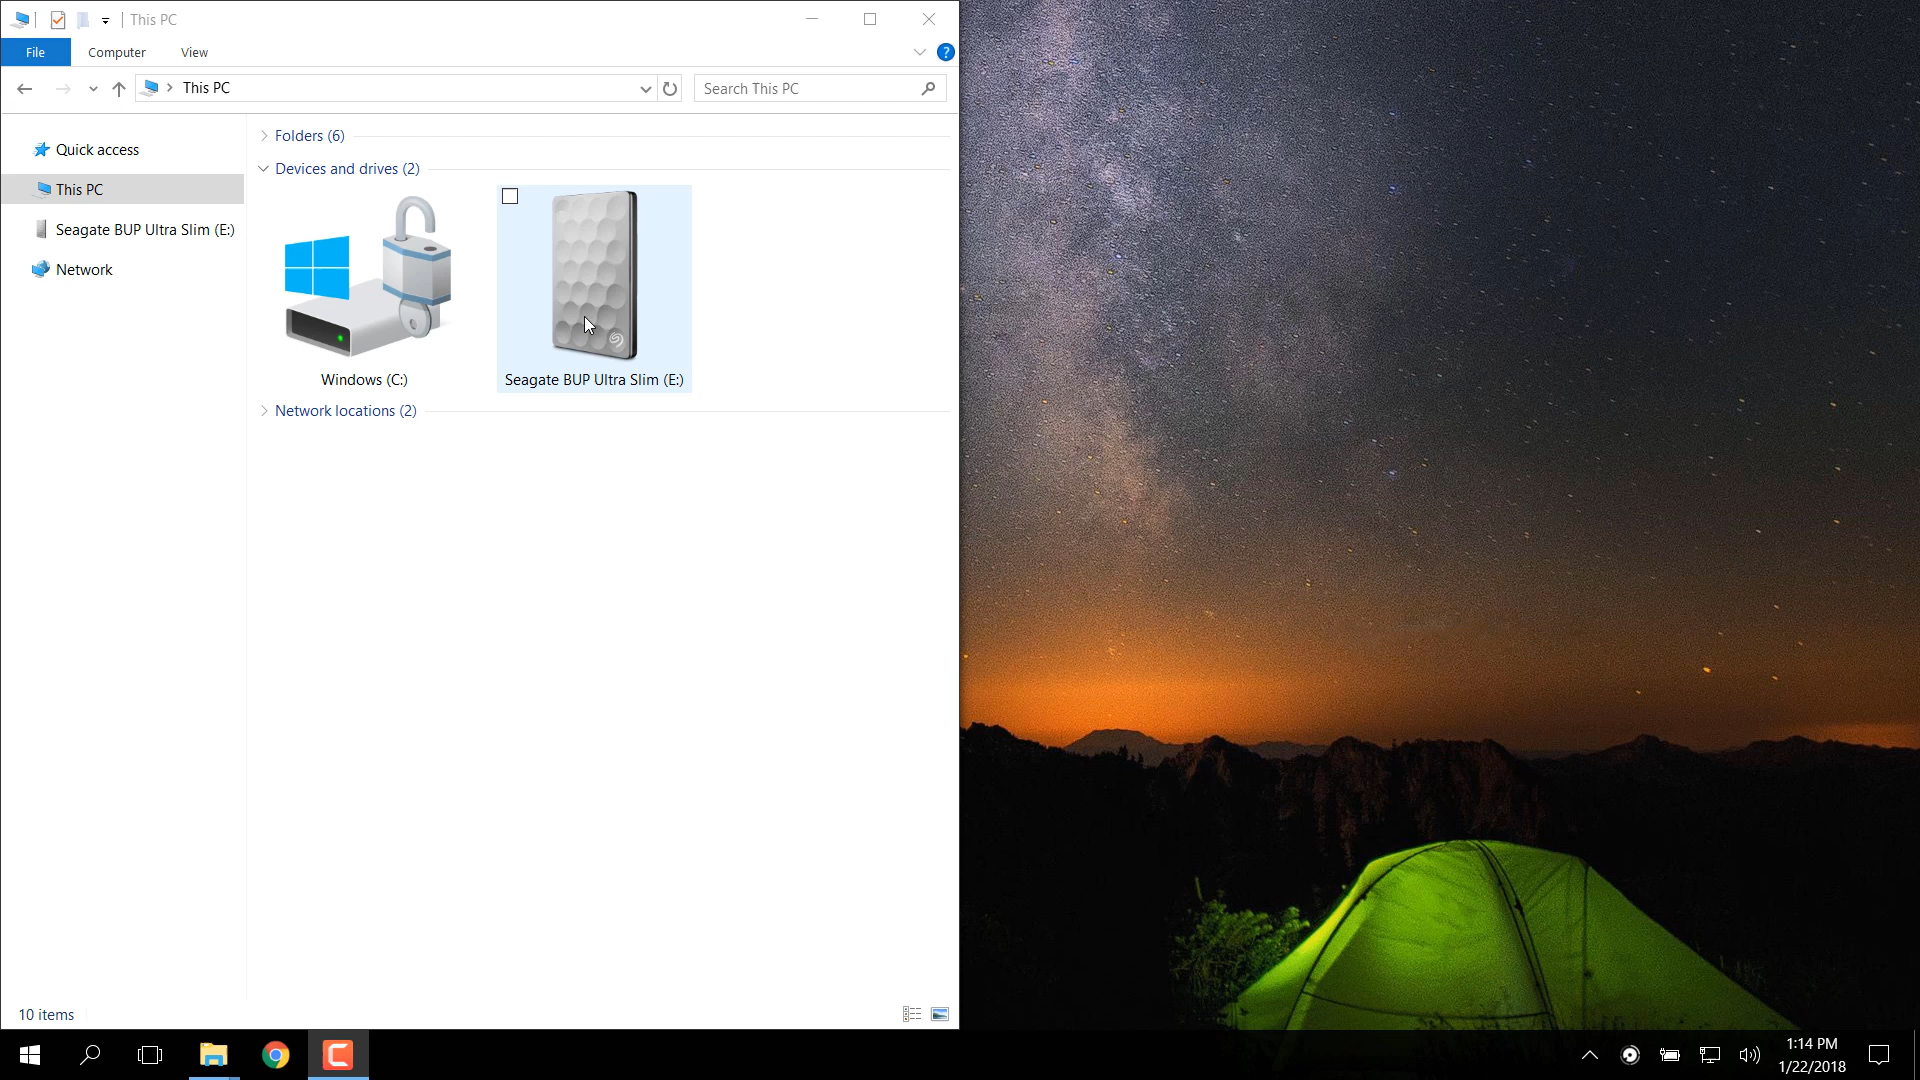 This PC
File Computer View
?
This PC
Search This PC
Quick access
This PC
Seagate BUP Ultra Slim (E:)
Network
Folders (6)
Devices and drives (2)
Windows (C:)
Seagate BUP Ultra Slim (E:)
Network locations (2)
10 items
1:14 PM
1/22/2018